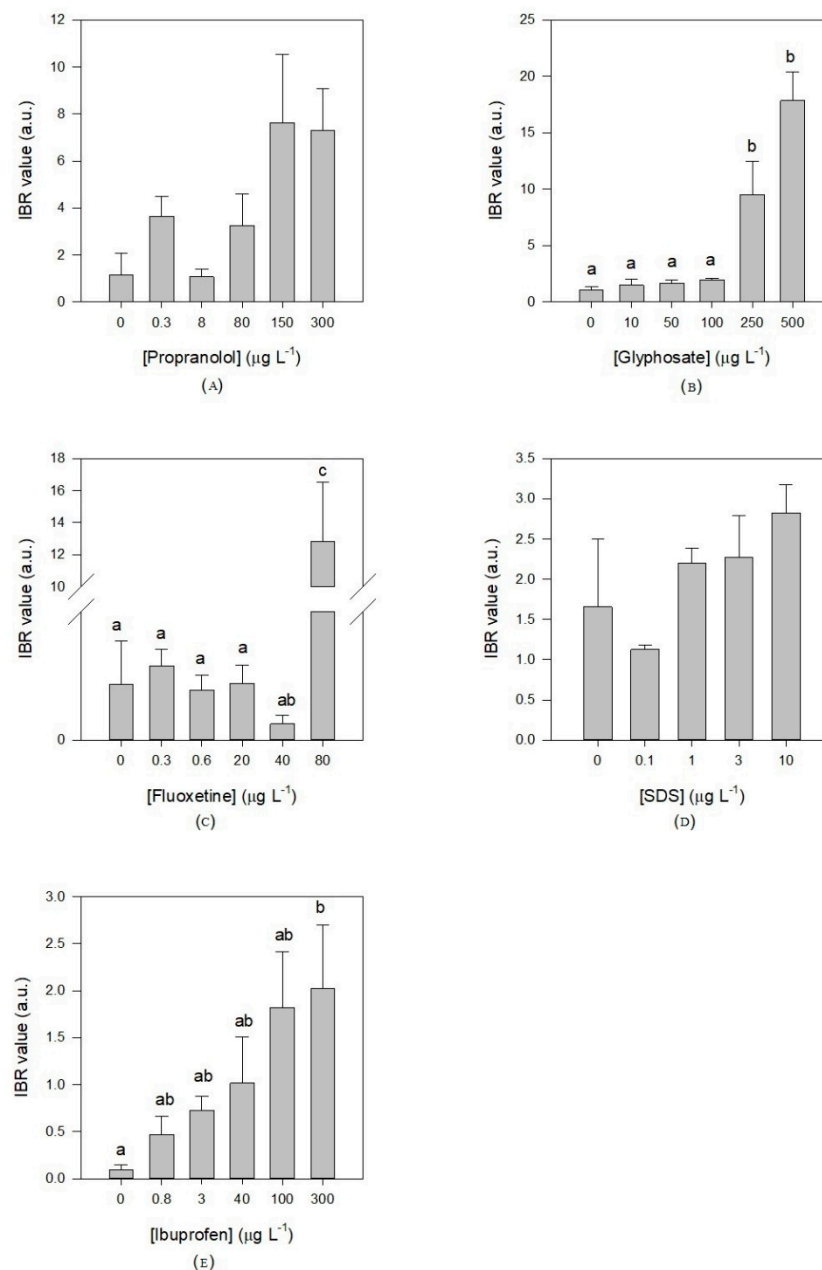 12
10
8
6
4
2
0
IBR value (a.u.)
0 0.3 8 80 150 300
[Propranolol] (µg L⁻¹)
(A)
25
20
15
10
5
0
IBR value (a.u.)
a a a a b b
0 10 50 100 250 500
[Glyphosate] (µg L⁻¹)
(B)
18
16
14
12
10
0
IBR value (a.u.)
a a a a ab c
0 0.3 0.6 20 40 80
[Fluoxetine] (µg L⁻¹)
(C)
3.5
3.0
2.5
2.0
1.5
1.0
0.5
0.0
IBR value (a.u.)
0 0.1 1 3 10
[SDS] (µg L⁻¹)
(D)
3.0
2.5
2.0
1.5
1.0
0.5
0.0
IBR value (a.u.)
a ab ab ab ab b
0 0.8 3 40 100 300
[Ibuprofen] (µg L⁻¹)
(E)